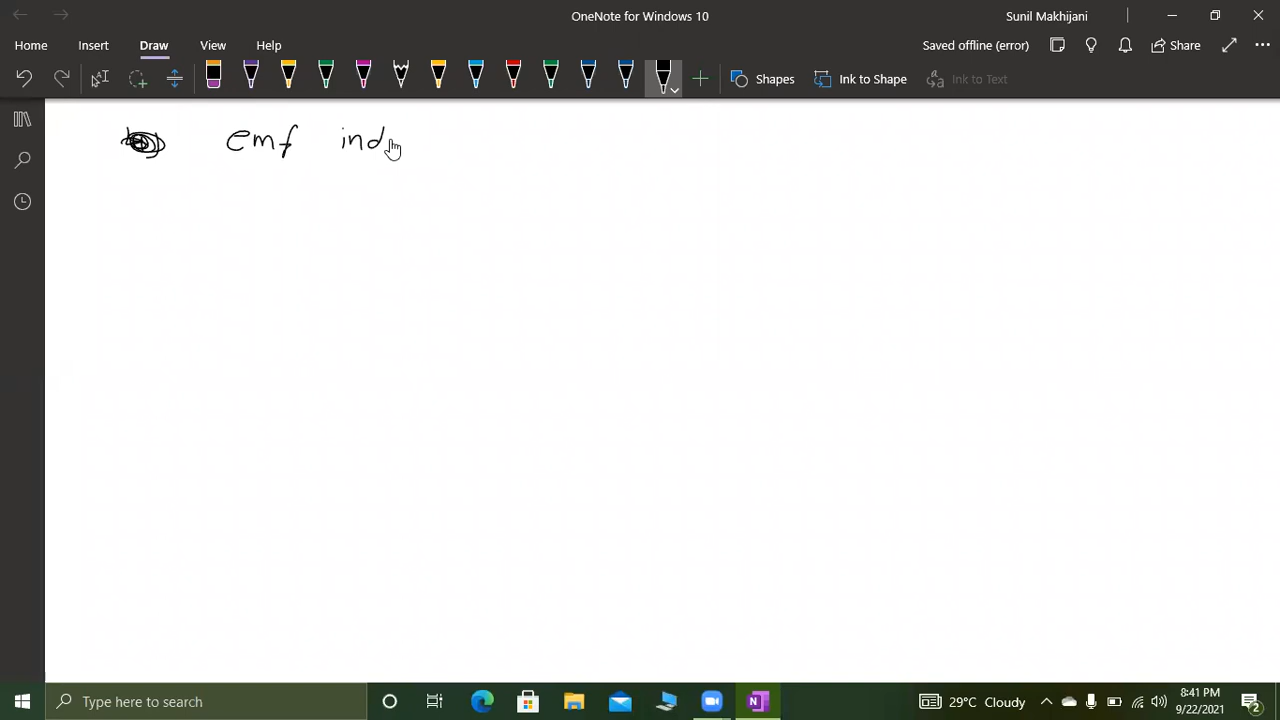 OneNote for Windows 10
Sunil Makhijani
Home Insert Draw View Help
Saved offline (error)
Share
Shapes
Ink to Shape
Ink to Text
emf ind
Type here to search
29°C Cloudy
8:41 PM
9/22/2021
2